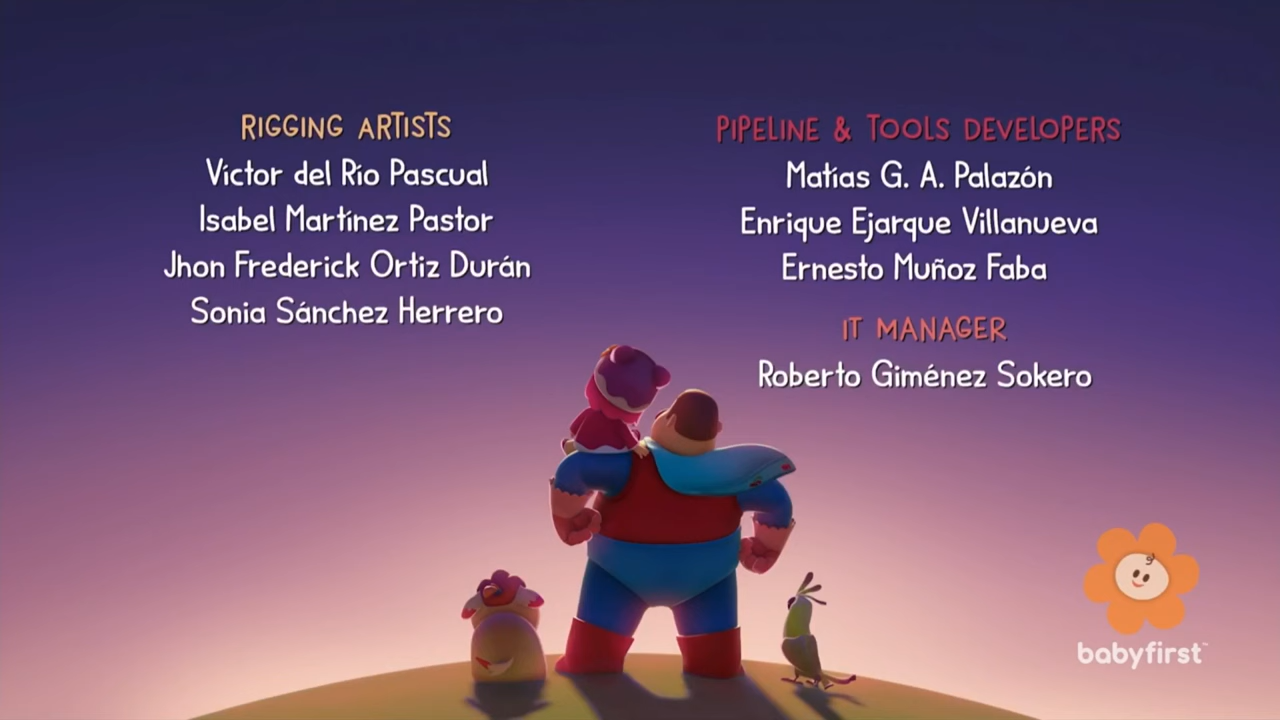 RIGGING ARTISTS
Víctor del Río Pascual
Isabel Martínez Pastor
Jhon Frederick Ortiz Durán
Sonia Sánchez Herrero
PIPELINE & TOOLS DEVELOPERS
Matías G. A. Palazón
Enrique Ejarque Villanueva
Ernesto Muñoz Faba
IT MANAGER
Roberto Giménez Sokero
babyfirst™